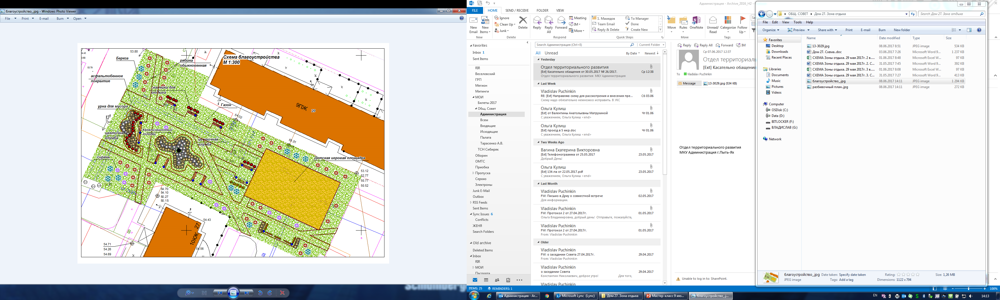 благоустройство_.jpg - Windows Photo Viewer
File Print E-mail Burn Open
Схема благоустройства
М 1:300
53.80
Береза
рябина
обыкновенная
53.79
асфальтобетонное
покрытие
скамейка для
отдыха
урна для мусора
Газон
54.02
9ПЖ
20
Канализационный
колодец
цветочная
клумба
цветочная
клумба
53.51
сирень
Детская игровая площадка
53.12
52.77
50.77
50.52
54.70
54.10
50.27
50.15
54.43
10КЖ 27
54.56
54.71
54.26
54.69
Администрация - Archive_2016_H2 -
FILE HOME SEND / RECEIVE FOLDER VIEW
New Email
New Items
Ignore
Clean Up
Junk
Delete
Reply
Reply All
Forward
Meeting
IM
More
1. Мамедов
Team Email
Reply & Delete
To Manager
Done
Create New
Move
Rules
OneNote
Unread/ Read
Categorize
Follow Up
New Delete Respond Quick Steps Move Tags
Favorites
Inbox 1
Sent Items
RIR
Веселовский
ГРП
Мегион
Митинги
МОИ
Билеты 2017
Общ. Совет
Администрация
Всем
Входящие
Исходящие
Палата
Тарасенко А.В.
ТСН Сибиряк
Оборин
ОМТС
Приобка
Пропуска
Серхио
Электроны
Junk E-Mail
Outbox
RSS Feeds
Sent Items
Sync Issues 6
Conflicts
ЖЕНЯ
Search Folders
Old archive
Deleted Items
Inbox
RIR
МОИ
Паспорта
Search Администрация (Ctrl+E)
Current Folder
All Unread
By Date Newest
Yesterday
Отдел территориального развития
[Ext] Касательно обращения от 30.05.2017 № 26/2017. Ср 12:38
Отдел территориального развития МКУ Администрация
Last Week
Vladislav Puchinkin
RE: [Ext] Направляю схему для рассмотрения и внесения пре... Сб 03.06
Схему надо обязательно немножко исправить. В УКС
Ольга Кулиш
[Ext] от Валентины Анатольевны Матрухиной Чт 01.06
С уважением, Ольга Кулиш <end>
Ольга Кулиш
[Ext] проезд в 5 мкр.doc Чт 01.06
С уважением, Ольга Кулиш <end>
Two Weeks Ago
Вагина Екатерина Викторовна
[Ext] Телефонограамма от 25.05.2017 23.05.2017
Добрый День!
Ольга Кулиш
[Ext] 134-па от 22.05.2017.pdf 23.05.2017
С уважением, Ольга Кулиш <end>
Last Month
Vladislav Puchinkin
FW: Письмо в Думу о совместной встрече 02.05.2017
Для информации.
Vladislav Puchinkin
FW: Протокол 2 от 27.04.2017г. 01.05.2017
Ольга Владимировна, добрый день! Отправьте, пожалуйста,
Vladislav Puchinkin
FW: Протокол 2 от 27.04.2017г. 01.05.2017
From: Vladislav Puchinkin
Older
Vladislav Puchinkin
FW: о заседании Совета 27.04.2017г. 29.04.2017
From: Vladislav Puchinkin
Vladislav Puchinkin
о заседании Совета 29.04.2017
Константин Николаевич, доброе утро! Для того,
Vladislav Puchinkin
Reply Reply All Forward IM
Ср 07.06.2017 12:37
Отдел территориаль
[Ext] Касательно обращения
To Vladislav Puchinkin
Message 13-3029.jpg (534 KB)
Отдел территориального развития
МКУ Администрация г.Пыть-Ях
Unable to log in to: SharePoint.
ITEMS: 25 REMINDERS: 1
100%
ОБЩ. СОВЕТ Дом 27. Зона отдыха
Search Дом 27. Зона отдыха
File Edit View Tools Help
Organize Preview Share with Print E-mail Burn New folder
Favorites
Desktop
Downloads
Recent Places
Libraries
Documents
Music
Pictures
Videos
Computer
OSDisk (C:)
Data (D:)
BITLOCKER (F:)
ВЛАДИСЛАВ (G:)
Network
Name Date modified Type Size
13-3029.jpg 08.06.2017 8:51 JPEG image 534 KB
Дом 27. Схема..doc 03.06.2017 7:26 Microsoft Word 9... 1 237 KB
СХЕМА Зоны отдыха. 29 мая 2017г. 2 в.... 01.06.2017 8:48 Microsoft Excel W... 97 KB
СХЕМА Зоны отдыха. 29 мая 2017г. 2. С... 31.05.2017 7:45 Microsoft Word 9... 392 KB
СХЕМА Зоны отдыха. 29 мая 2017г. 3 в.... 01.06.2017 8:08 Microsoft Excel W... 97 KB
СХЕМА Зоны отдыха. 29 мая 2017г. 3. С... 31.05.2017 7:27 Microsoft Word 9... 413 KB
благоустройство_.jpg 08.06.2017 14:11 JPEG image 1 294 KB
разбивочный план..jpg 08.06.2017 14:11 JPEG image 272 KB
благоустройство_.jpg Date taken: Specify date taken Rating: Size: 1,26 MB
JPEG image Tags: Add a tag Dimensions: 1122 x 794
Администрация - Ar...
Microsoft Lync (Lync)
Дом 27. Зона отдыха
Мастер-класс 9 ию...
благоустройство_.j...
EN
14:13